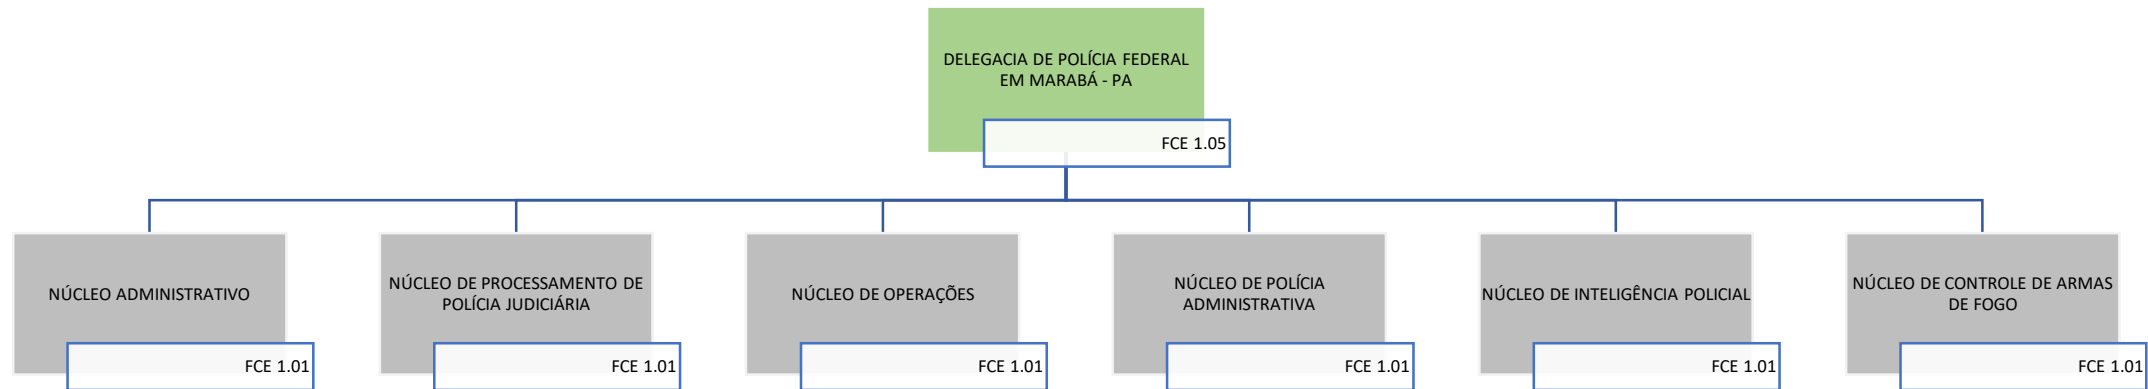 DELEGACIA DE POLÍCIA FEDERAL
EM MARABÁ - PA
FCE 1.05
NÚCLEO ADMINISTRATIVO
FCE 1.01
NÚCLEO DE PROCESSAMENTO DE
POLÍCIA JUDICIÁRIA
FCE 1.01
NÚCLEO DE OPERAÇÕES
FCE 1.01
NÚCLEO DE POLÍCIA
ADMINISTRATIVA
FCE 1.01
NÚCLEO DE INTELIGÊNCIA POLICIAL
FCE 1.01
NÚCLEO DE CONTROLE DE ARMAS
DE FOGO
FCE 1.01